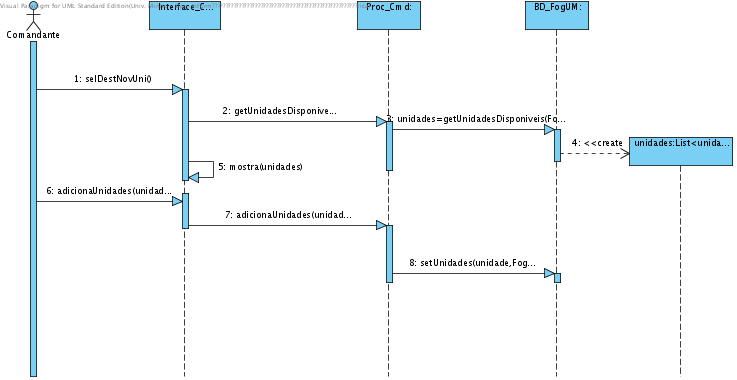 Visual Paradigm for UML Standard Edition(Univ.
Comandante
Interface_C...
Proc_Cmd:
BD_FogUM:
1: selDestNovUni()
2: getUnidadesDisponive...
3: unidades=getUnidadesDisponiveis(Fo...
4: <<create
unidades:List<unida...
5: mostra(unidades)
6: adicionaUnidades(unidad...
7: adicionaUnidades(unidad...
8: setUnidades(unidade,Fog...